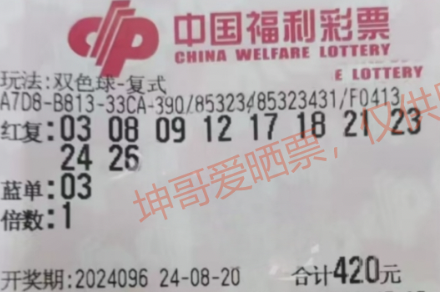 中国福利彩票
CHINA WELFARE LOTTERY
E LOTTERY
玩法:双色球-复式
A7D8-B813-33CA-390/85323/85323431/F0413
红复:03 08 09 12 17 18 21 23
24 26
蓝单:03
倍数:1
开奖期:2024096 24-08-20 合计420元
坤哥爱晒票,仅供